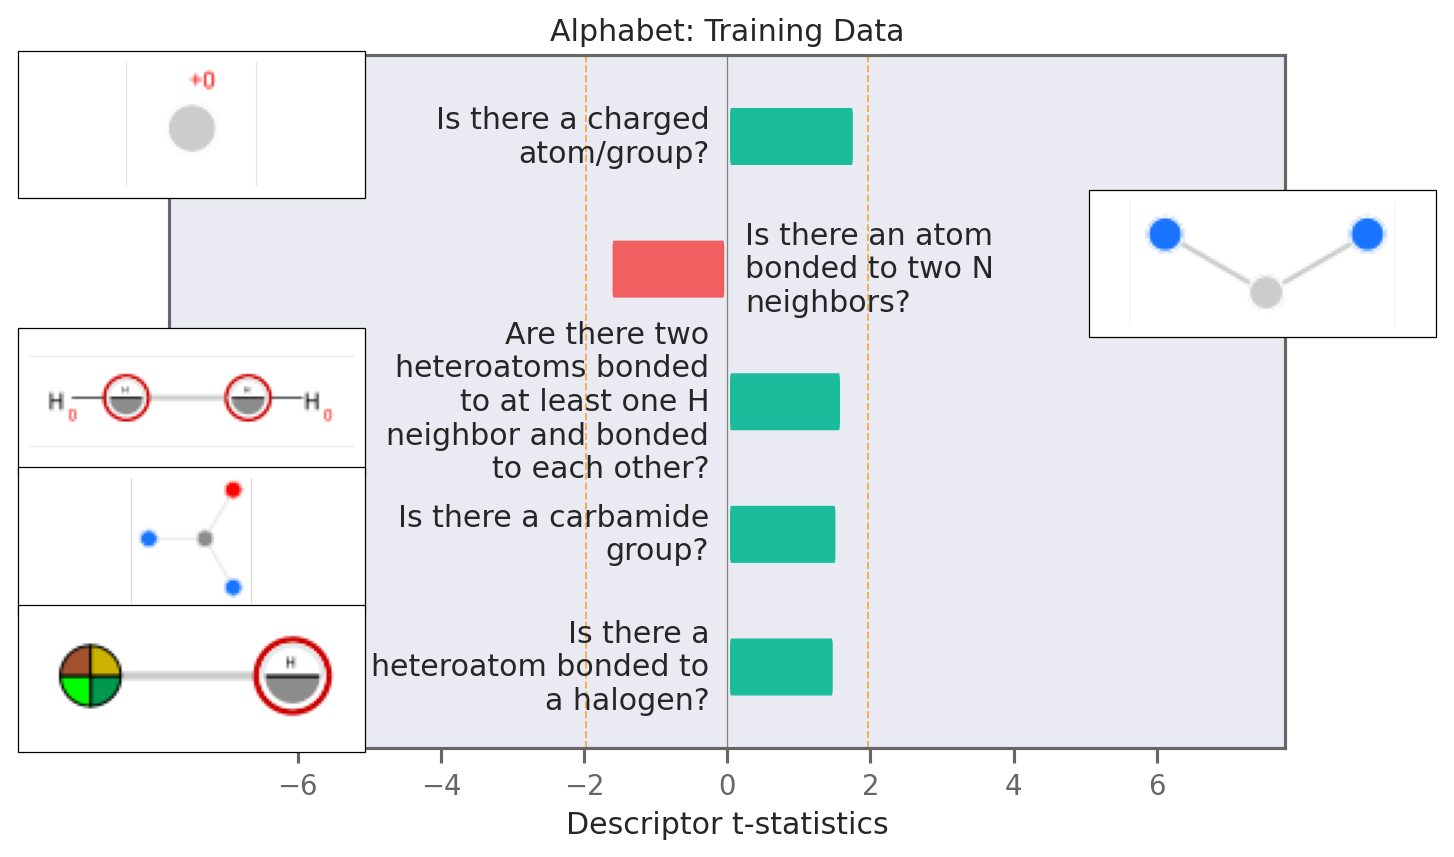 Alphabet: Training Data
+0
Is there a charged
atom/group?
Is there an atom
bonded to two N
neighbors?
Are there two
heteroatoms bonded
to at least one H
neighbor and bonded
to each other?
H 0 H H H 0
Is there a carbamide
group?
Is there a
heteroatom bonded to
a halogen?
H
−6 −4 −2 0 2 4 6
Descriptor t-statistics